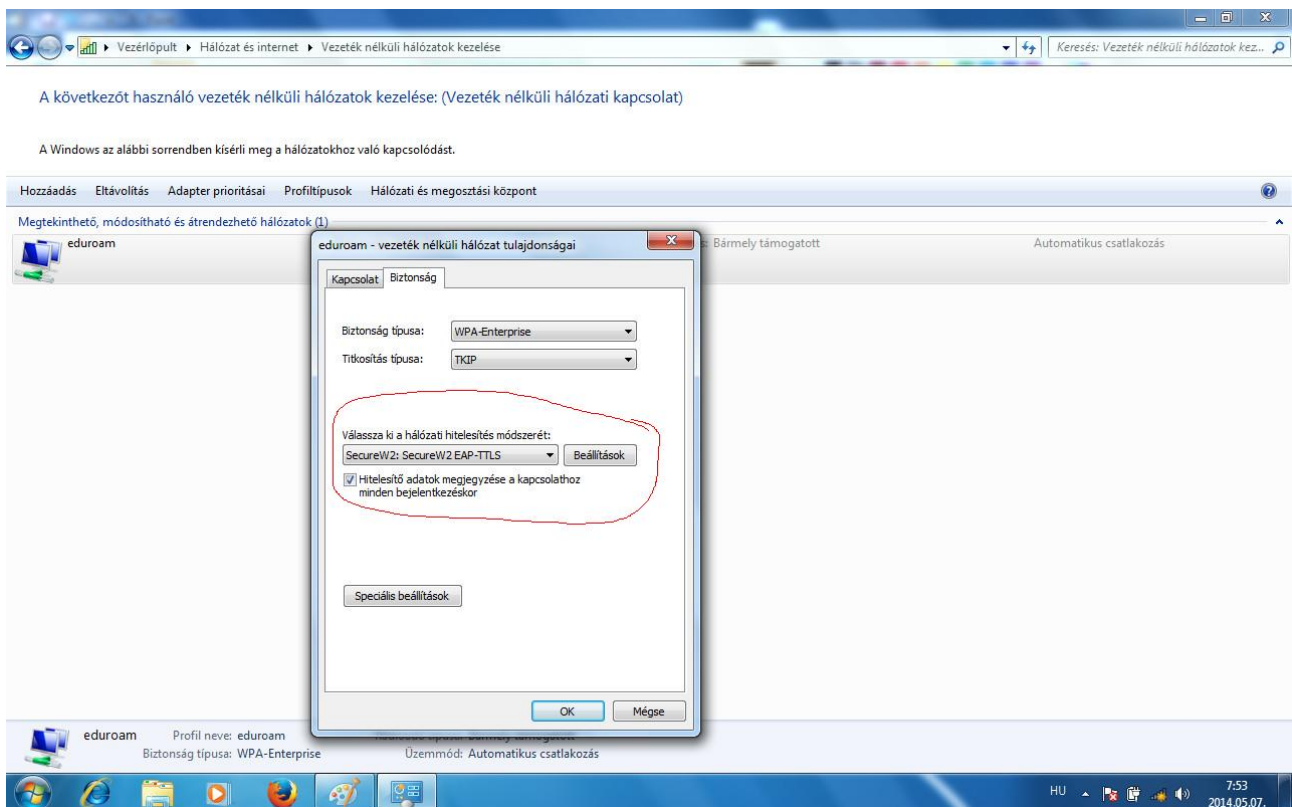 Vezérlőpult ▸ Hálózat és internet ▸ Vezeték nélküli hálózatok kezelése
Keresés: Vezeték nélküli hálózatok kez...
A következőt használó vezeték nélküli hálózatok kezelése: (Vezeték nélküli hálózati kapcsolat)
A Windows az alábbi sorrendben kísérli meg a hálózatokhoz való kapcsolódást.
Hozzáadás Eltávolítás Adapter prioritásai Profiltípusok Hálózati és megosztási központ
Megtekinthető, módosítható és átrendezhető hálózatok (1)
eduroam
Bármely támogatott
Automatikus csatlakozás
eduroam - vezeték nélküli hálózat tulajdonságai
Kapcsolat Biztonság
Biztonság típusa: WPA-Enterprise
Titkosítás típusa: TKIP
Válassza ki a hálózati hitelesítés módszerét:
SecureW2: SecureW2 EAP-TTLS Beállítások
Hitelesítő adatok megjegyzése a kapcsolathoz
minden bejelentkezéskor
Speciális beállítások
OK Mégse
eduroam Profil neve: eduroam
Biztonság típusa: WPA-Enterprise Üzemmód: Automatikus csatlakozás
HU
7:53
2014.05.07.